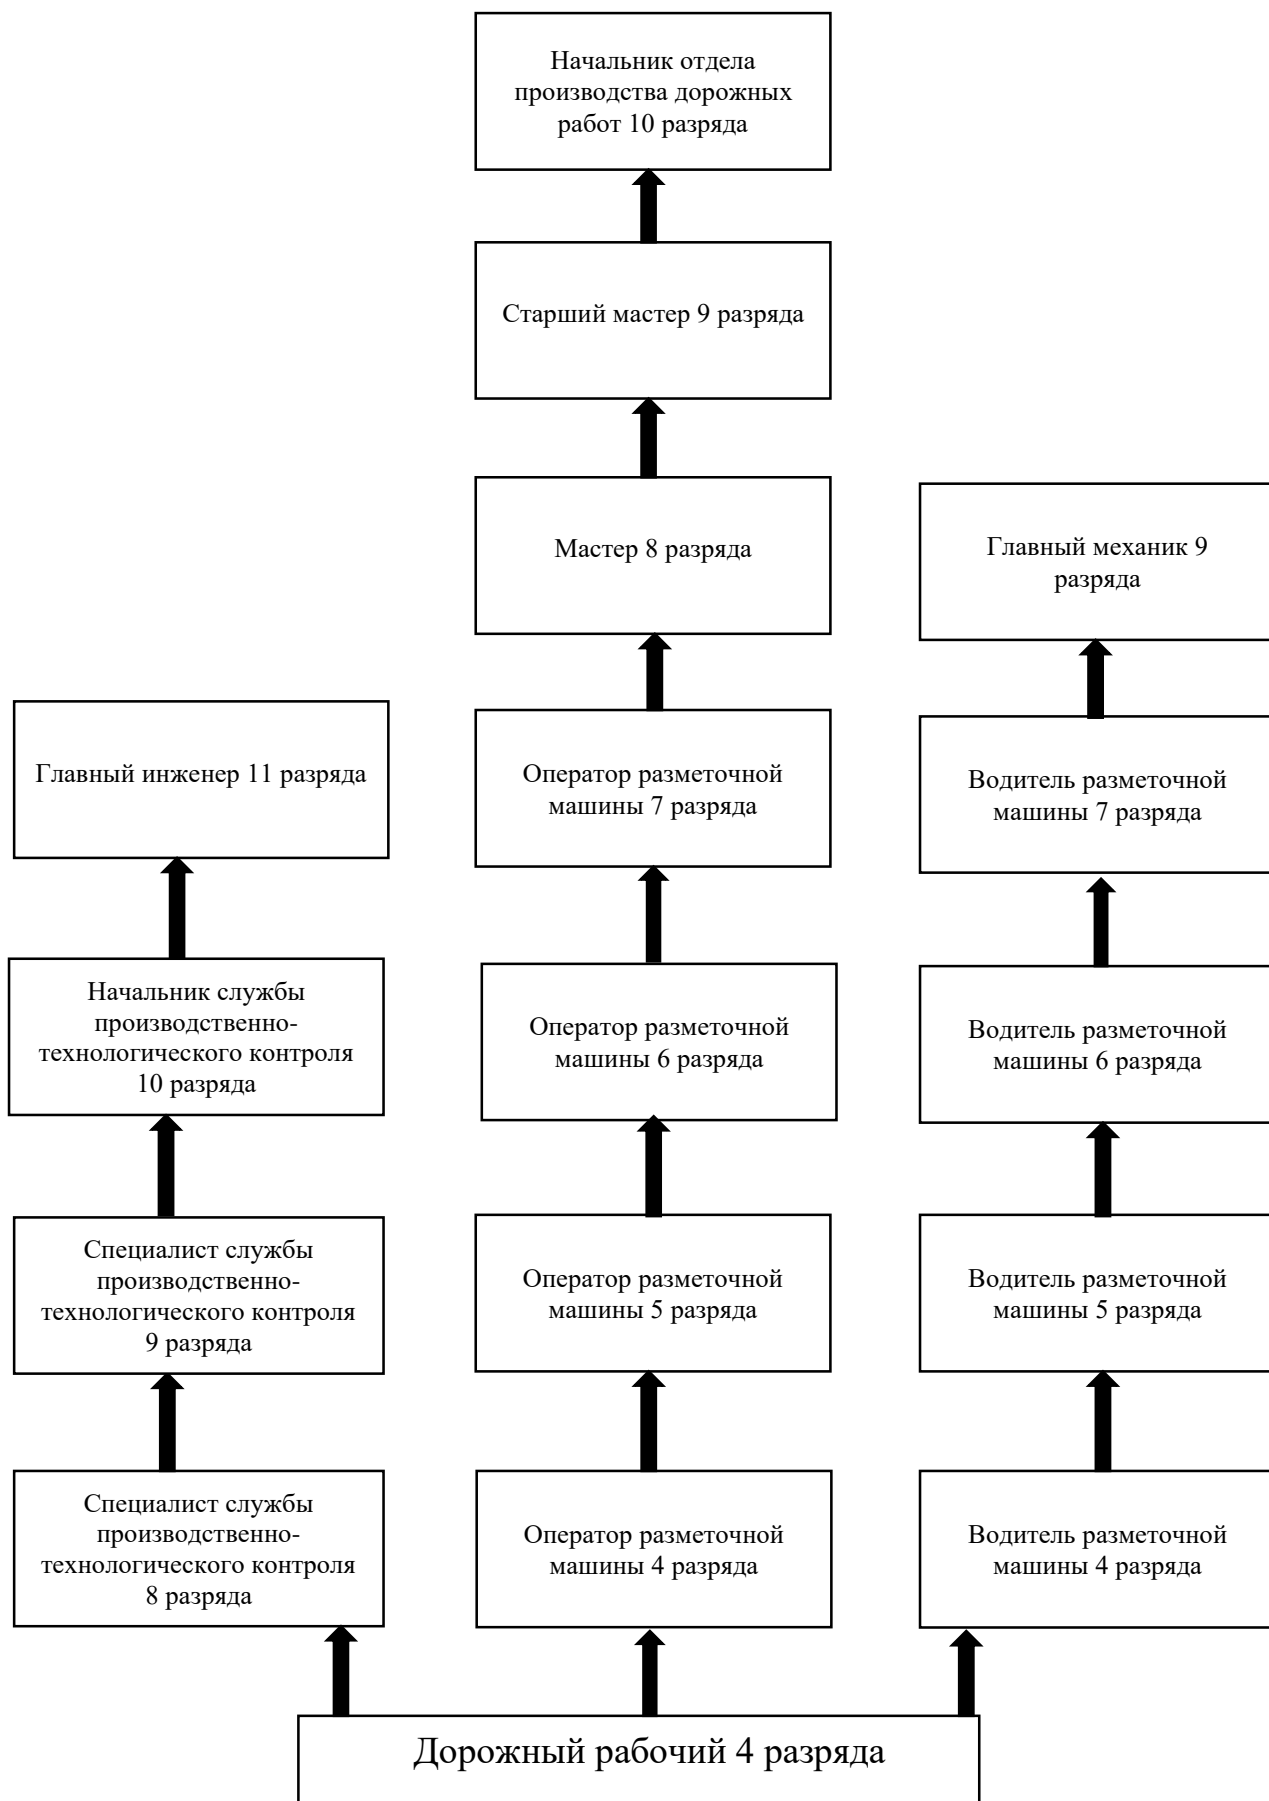 Начальник отдела
производства дорожных
работ 10 разряда
Старший мастер 9 разряда
Мастер 8 разряда
Главный механик 9
разряда
Главный инженер 11 разряда
Оператор разметочной
машины 7 разряда
Водитель разметочной
машины 7 разряда
Начальник службы
производственно-
технологического контроля
10 разряда
Оператор разметочной
машины 6 разряда
Водитель разметочной
машины 6 разряда
Специалист службы
производственно-
технологического контроля
9 разряда
Оператор разметочной
машины 5 разряда
Водитель разметочной
машины 5 разряда
Специалист службы
производственно-
технологического контроля
8 разряда
Оператор разметочной
машины 4 разряда
Водитель разметочной
машины 4 разряда
Дорожный рабочий 4 разряда